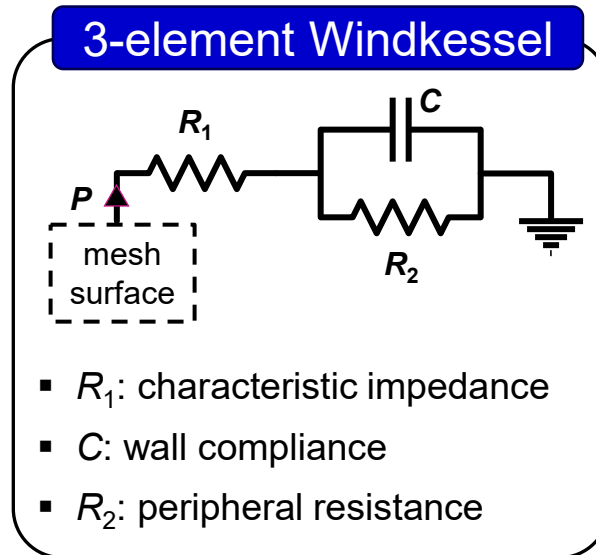 3-element Windkessel
C
R₁
P
mesh
surface
R₂
▪ R₁: characteristic impedance
▪ C: wall compliance
▪ R₂: peripheral resistance